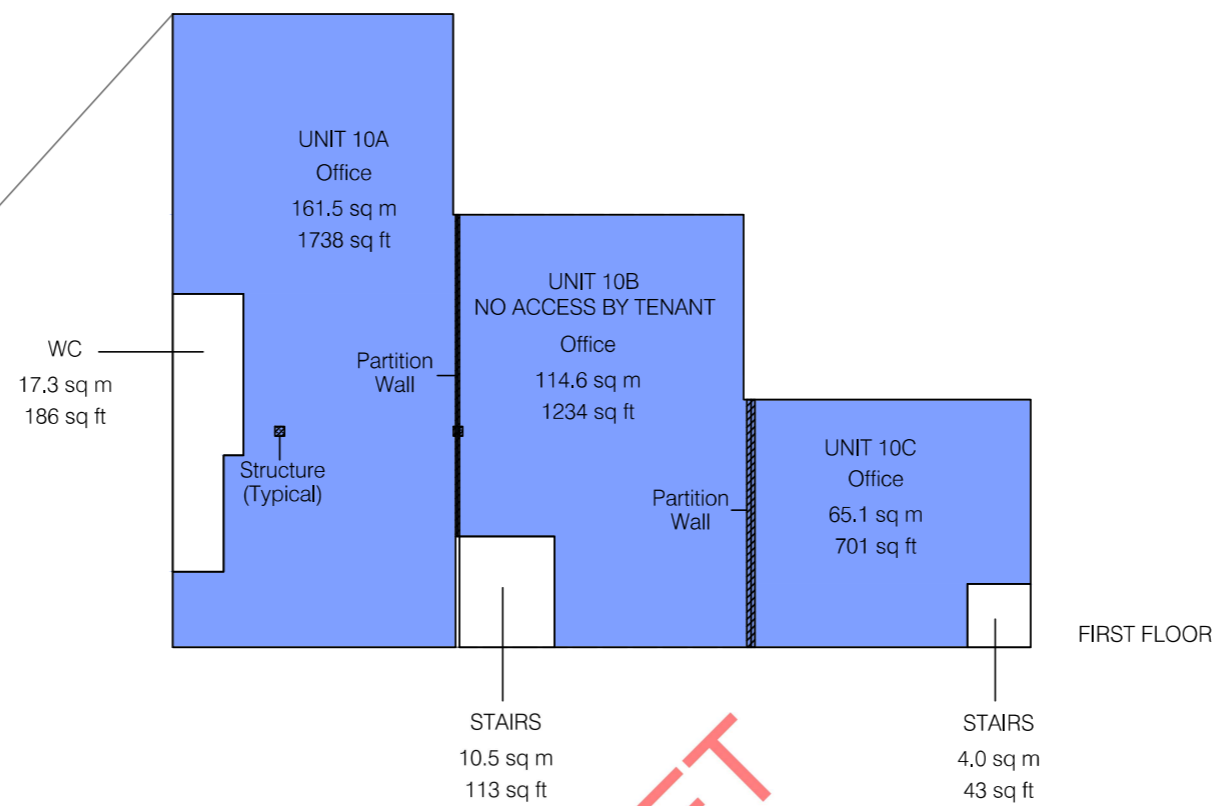 UNIT 10A
Office
161.5 sq m
1738 sq ft
UNIT 10B
NO ACCESS BY TENANT
Office
114.6 sq m
1234 sq ft
WC
17.3 sq m
186 sq ft
Partition
Wall
Structure
(Typical)
UNIT 10C
Office
65.1 sq m
701 sq ft
Partition
Wall
FIRST FLOOR
STAIRS
10.5 sq m
113 sq ft
STAIRS
4.0 sq m
43 sq ft